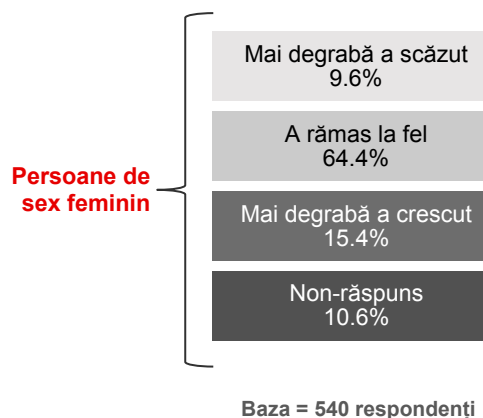 Mai degrabă a scăzut
9.6%
A rămas la fel
64.4%
Persoane de
sex feminin
Mai degrabă a crescut
15.4%
Non-răspuns
10.6%
Baza = 540 respondenți